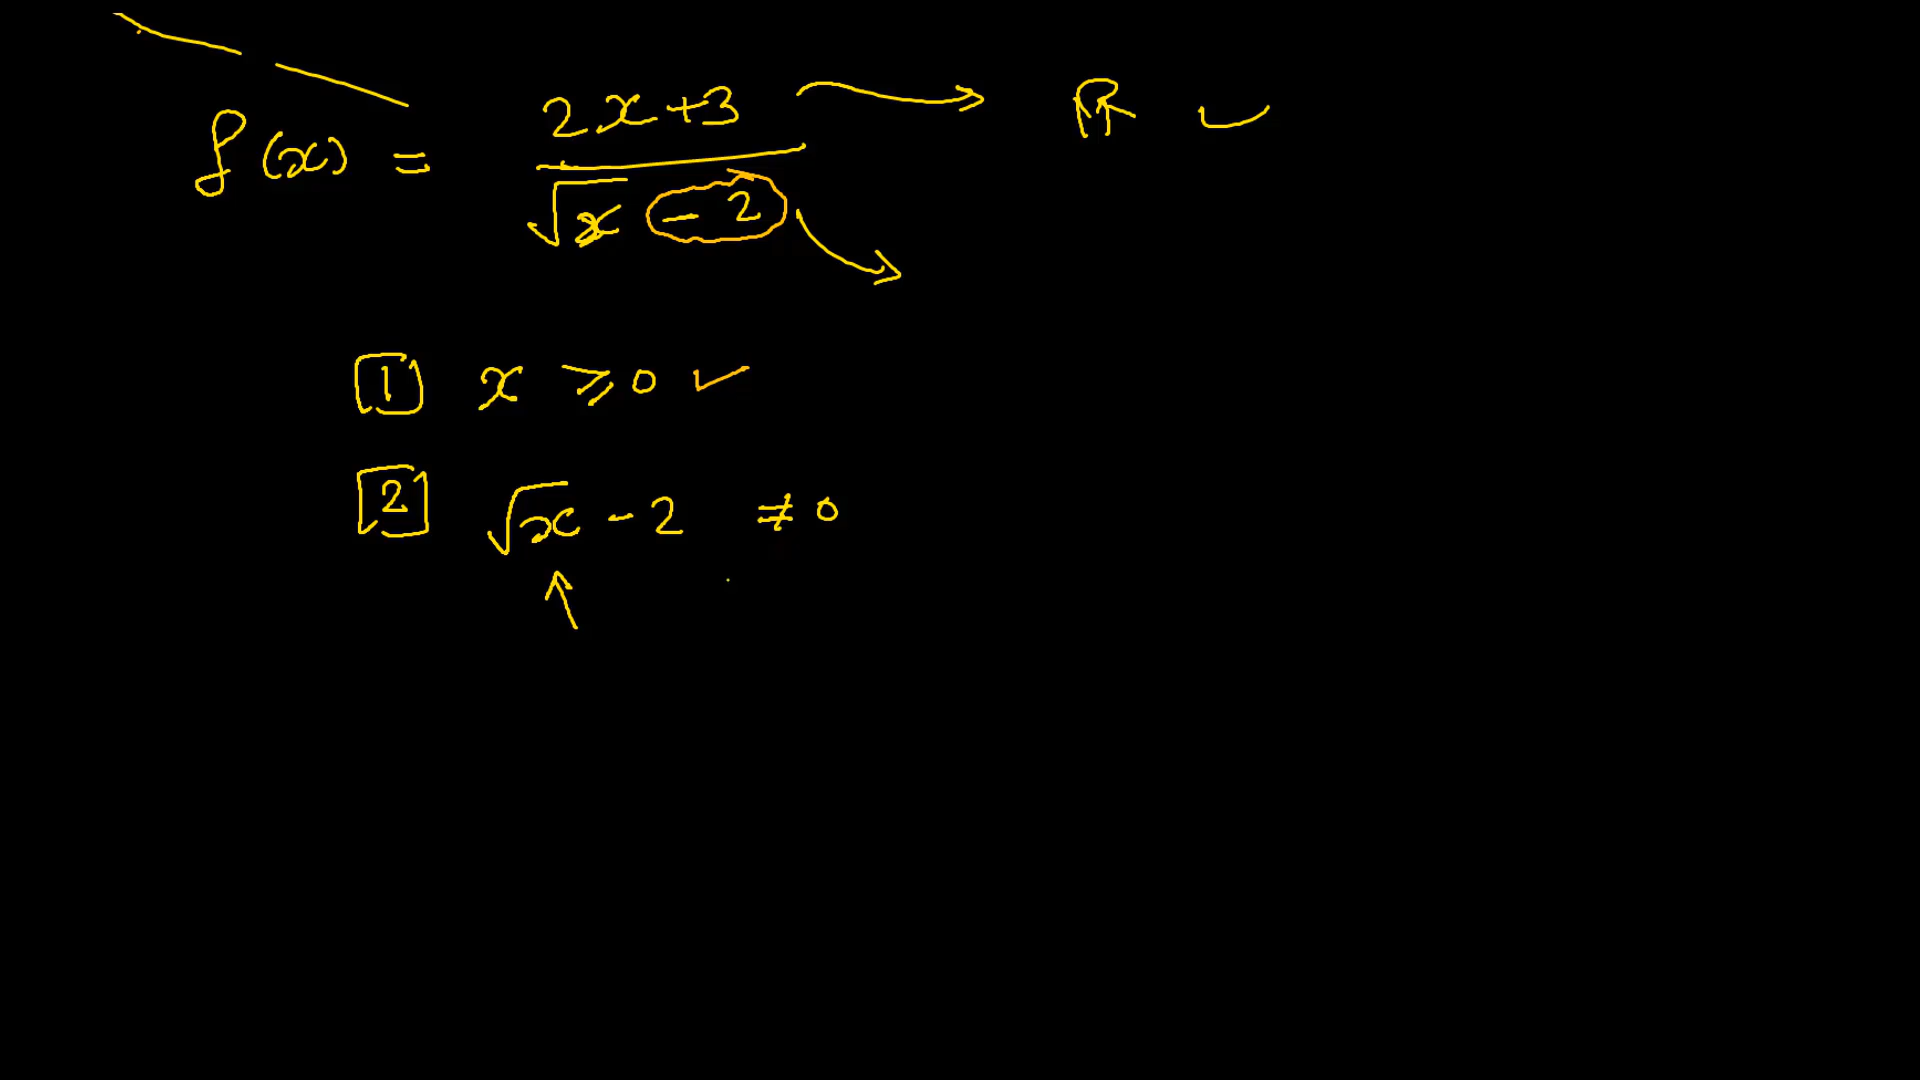 f(x) = 2x+3 / √x - 2 → R ✓
1 x ≥ 0 ✓
2 √x - 2 ≠ 0